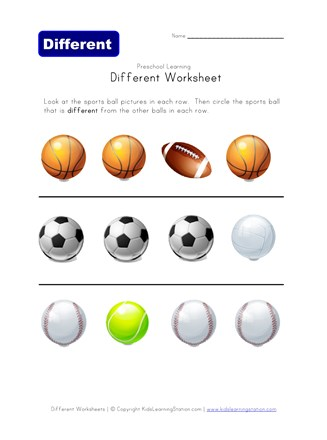 Different
Name
Preschool Learning
Different Worksheet
Look at the sports ball pictures in each row. Then circle the sports ball
that is different from the other balls in each row.
Different Worksheets | © Copyright KidsLearningStation.com | www.kidslearningstation.com